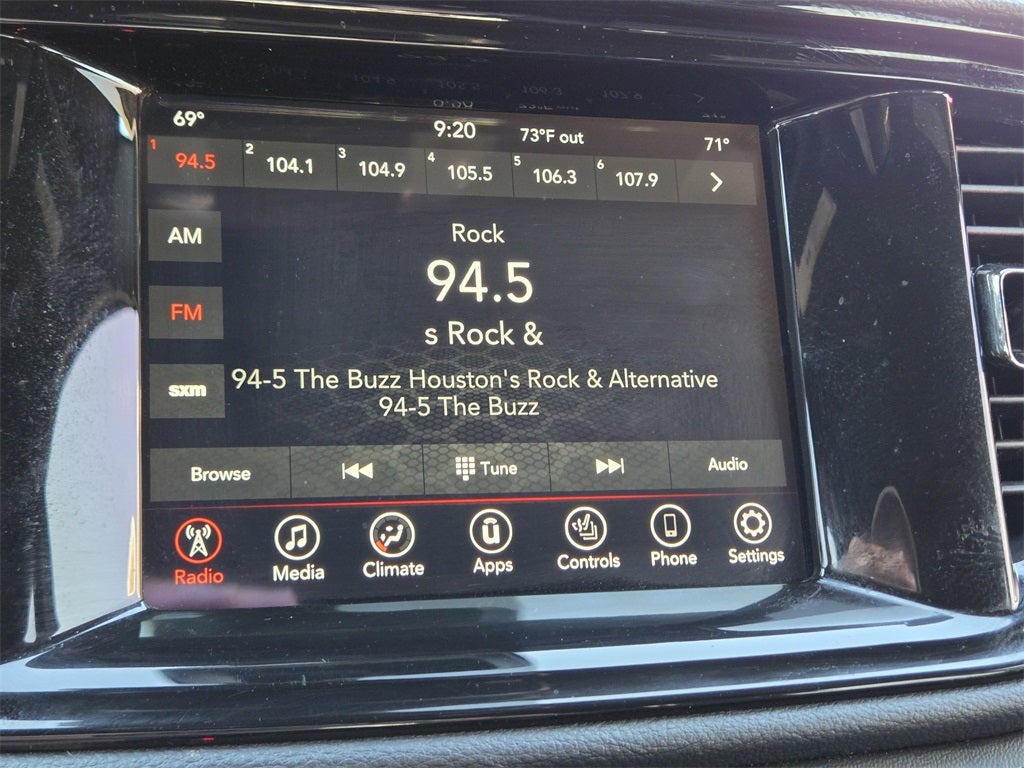 69° 9:20 73°F out 71°
1 94.5 2 104.1 3 104.9 4 105.5 5 106.3 6 107.9
AM
Rock
94.5
FM
s Rock &
sxm
94-5 The Buzz Houston's Rock & Alternative
94-5 The Buzz
Browse Tune Audio
Radio Media Climate Apps Controls Phone Settings